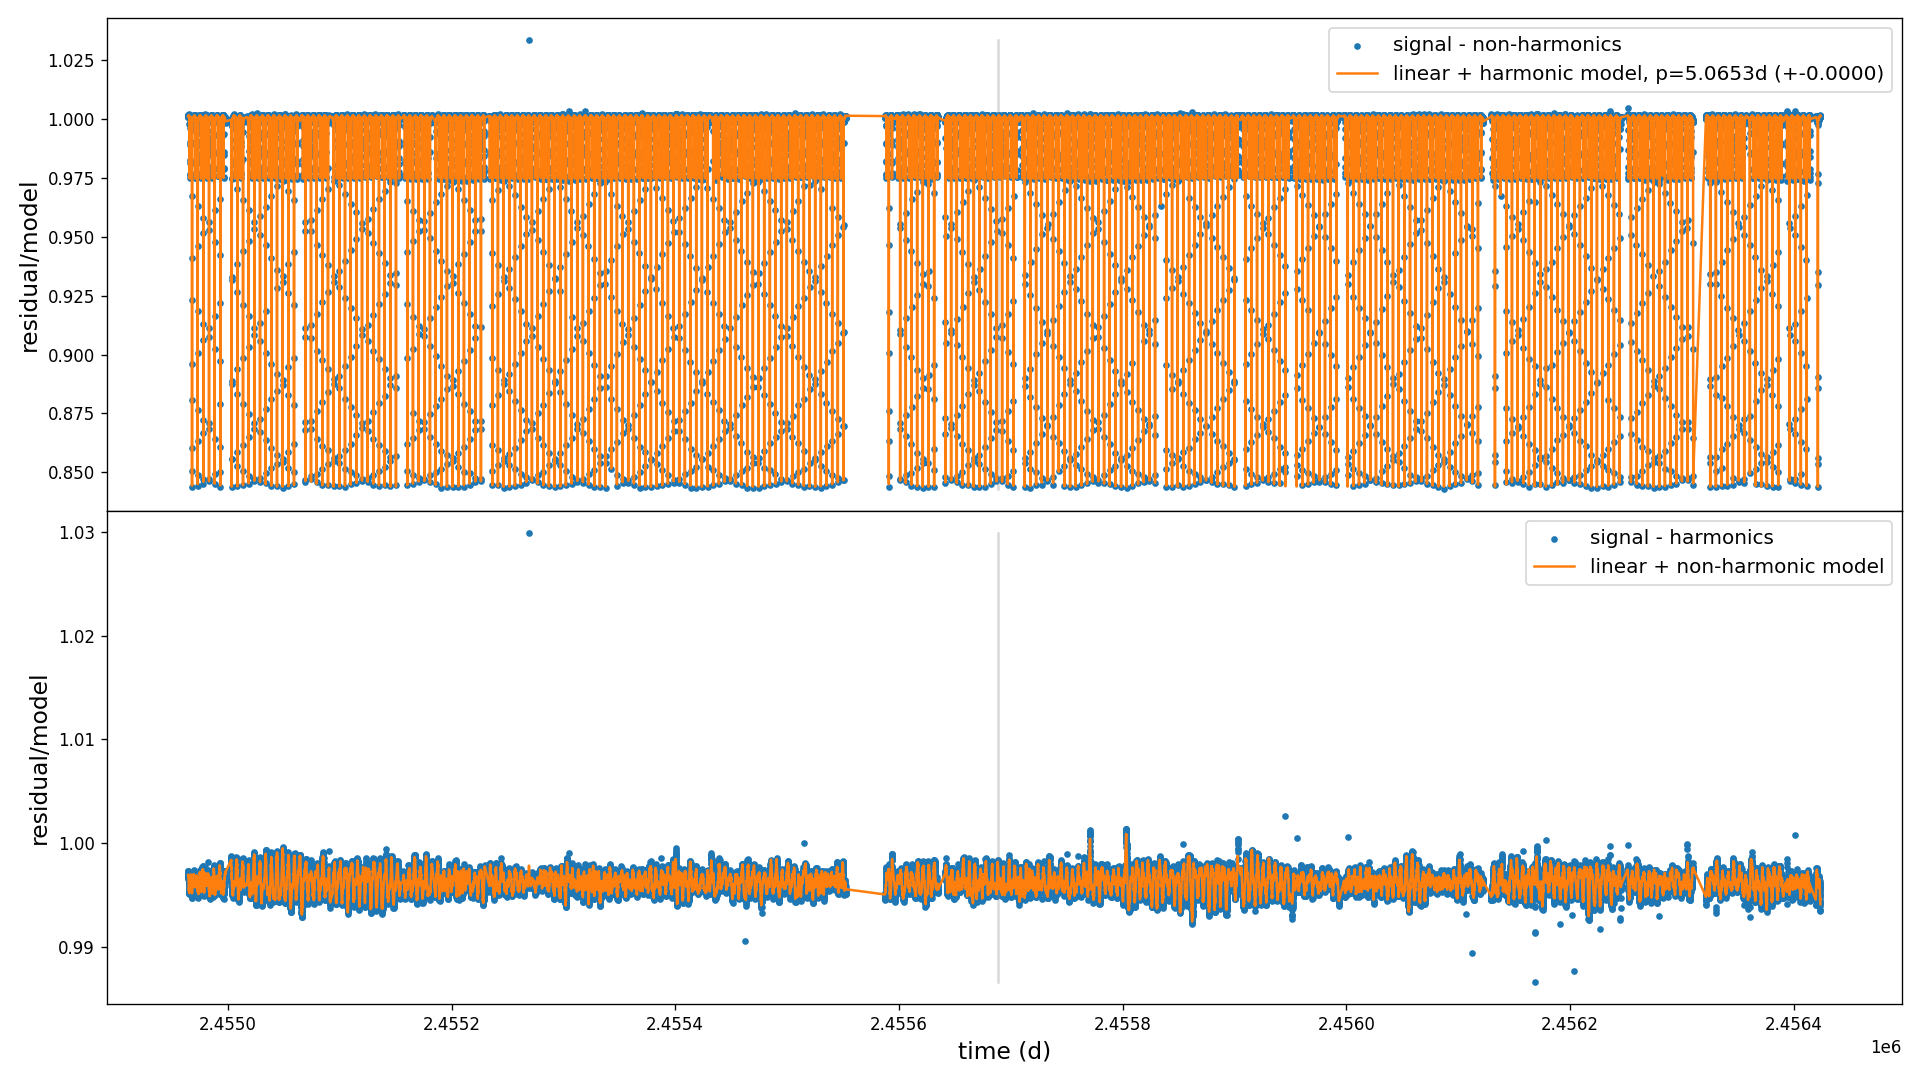 signal - non-harmonics
linear + harmonic model, p=5.0653d (+-0.0000)
residual/model
1.025
1.000
0.975
0.950
0.925
0.900
0.875
0.850
signal - harmonics
linear + non-harmonic model
residual/model
1.03
1.02
1.01
1.00
0.99
2.4550
2.4552
2.4554
2.4556
2.4558
2.4560
2.4562
2.4564
time (d)
1e6